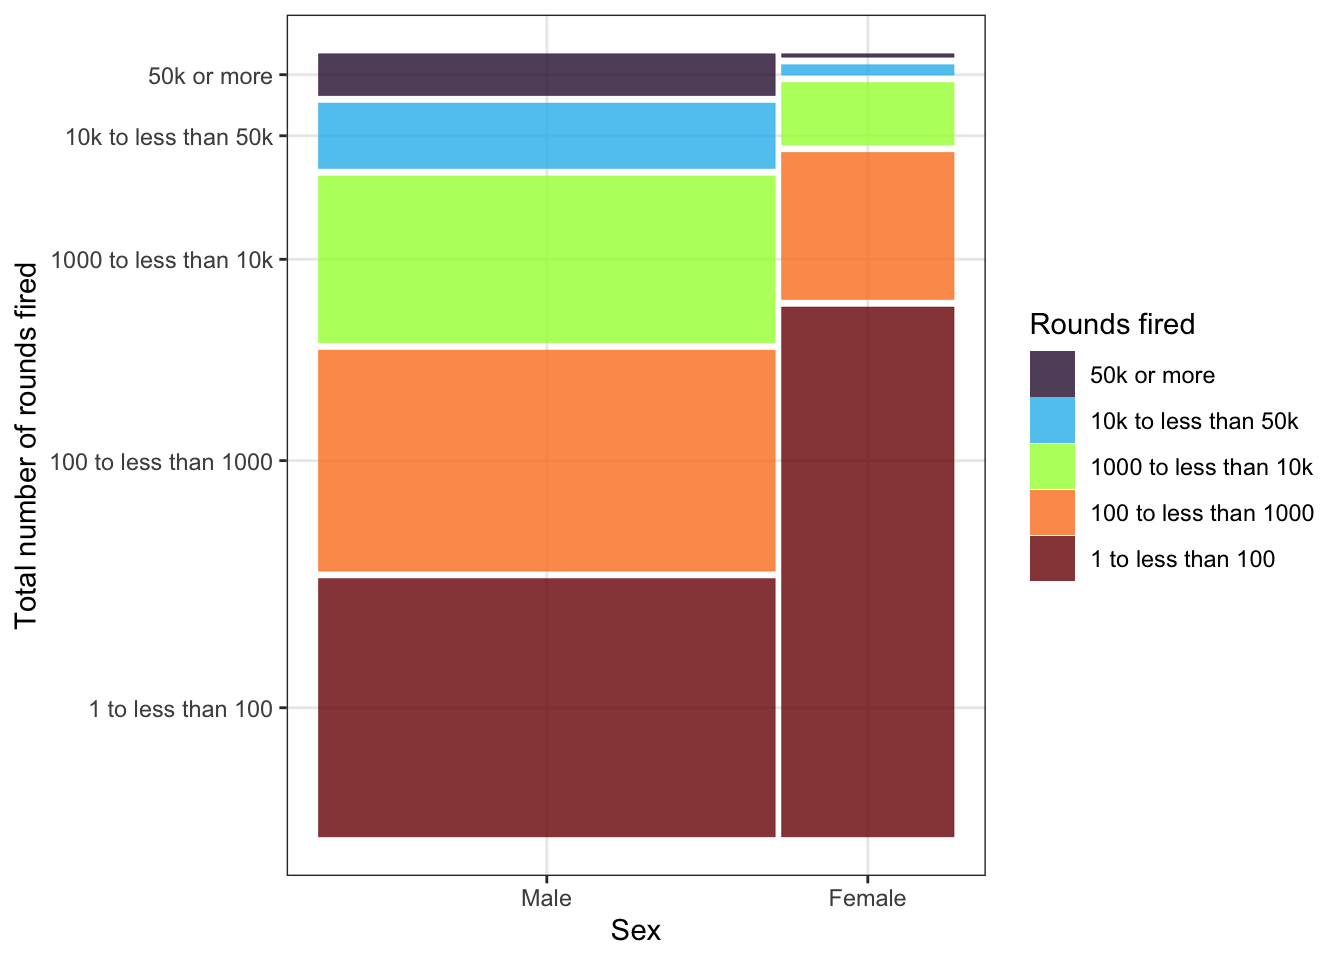 50k or more
10k to less than 50k
1000 to less than 10k
100 to less than 1000
1 to less than 100
Total number of rounds fired
Male
Female
Sex
Rounds fired
50k or more
10k to less than 50k
1000 to less than 10k
100 to less than 1000
1 to less than 100